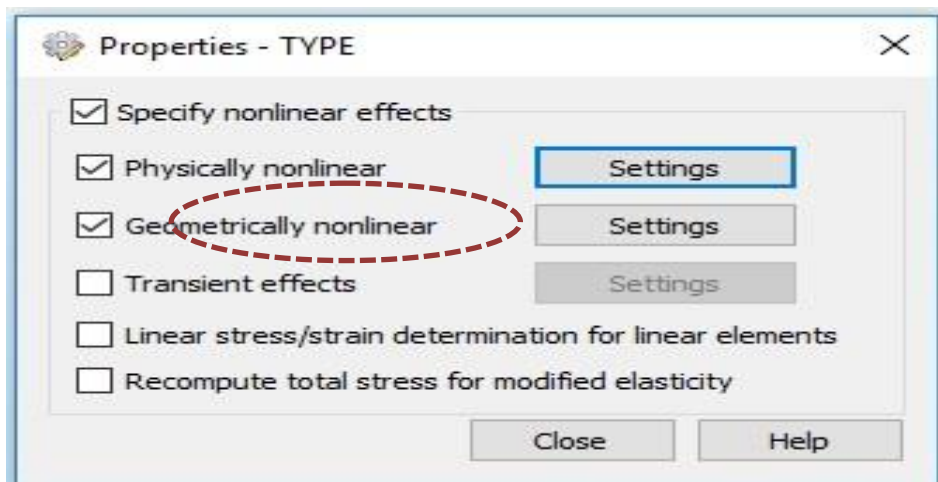 Properties - TYPE
Specify nonlinear effects
Physically nonlinear Settings
Geometrically nonlinear Settings
Transient effects Settings
Linear stress/strain determination for linear elements
Recompute total stress for modified elasticity
Close Help